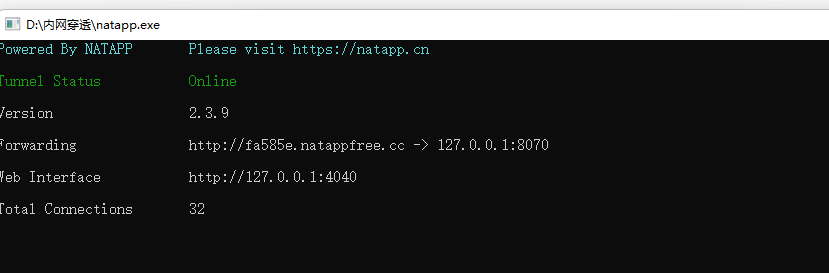 D:\内网穿透\natapp.exe
Powered By NATAPP Please visit https://natapp.cn
Tunnel Status Online
Version 2.3.9
Forwarding http://fa585e.natappfree.cc -> 127.0.0.1:8070
Web Interface http://127.0.0.1:4040
Total Connections 32